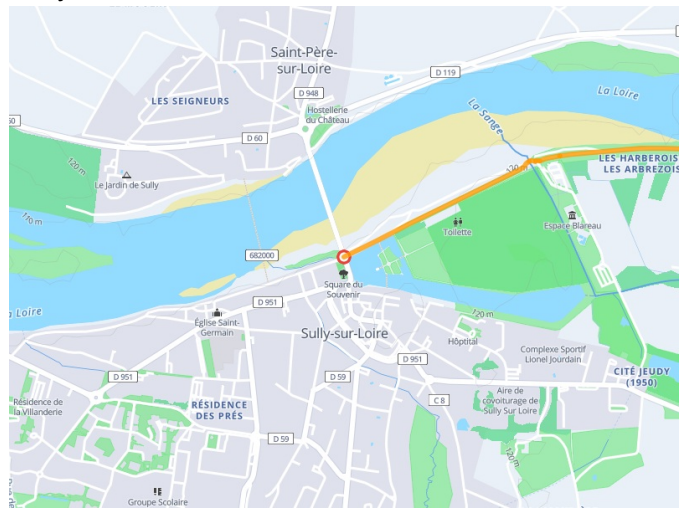 Saint-Père-
sur-Loire
D 119
LES SEIGNEURS
D 948
Hostellerie
du Château
La Sange
La Loire
D 60
120 m
Le Jardin de Sully
110 m
120 m
LES HARBEROIS
LES ARBREZOIS
Toilette
Espace Blareau
682000
Square du
Souvenir
D 951
La Loire
Église Saint-
Germain
Sully-sur-Loire
120 m
Hôptital
Complexe Sportif
Lionel Jourdain
D 951
D 951
D 59
CITÉ JEUDY
(1950)
Résidence de
la Villanderie
RÉSIDENCE
DES PRÉS
C 8
Aire de
covoiturage de
Sully Sur Loire
D 59
120 m
Groupe Scolaire